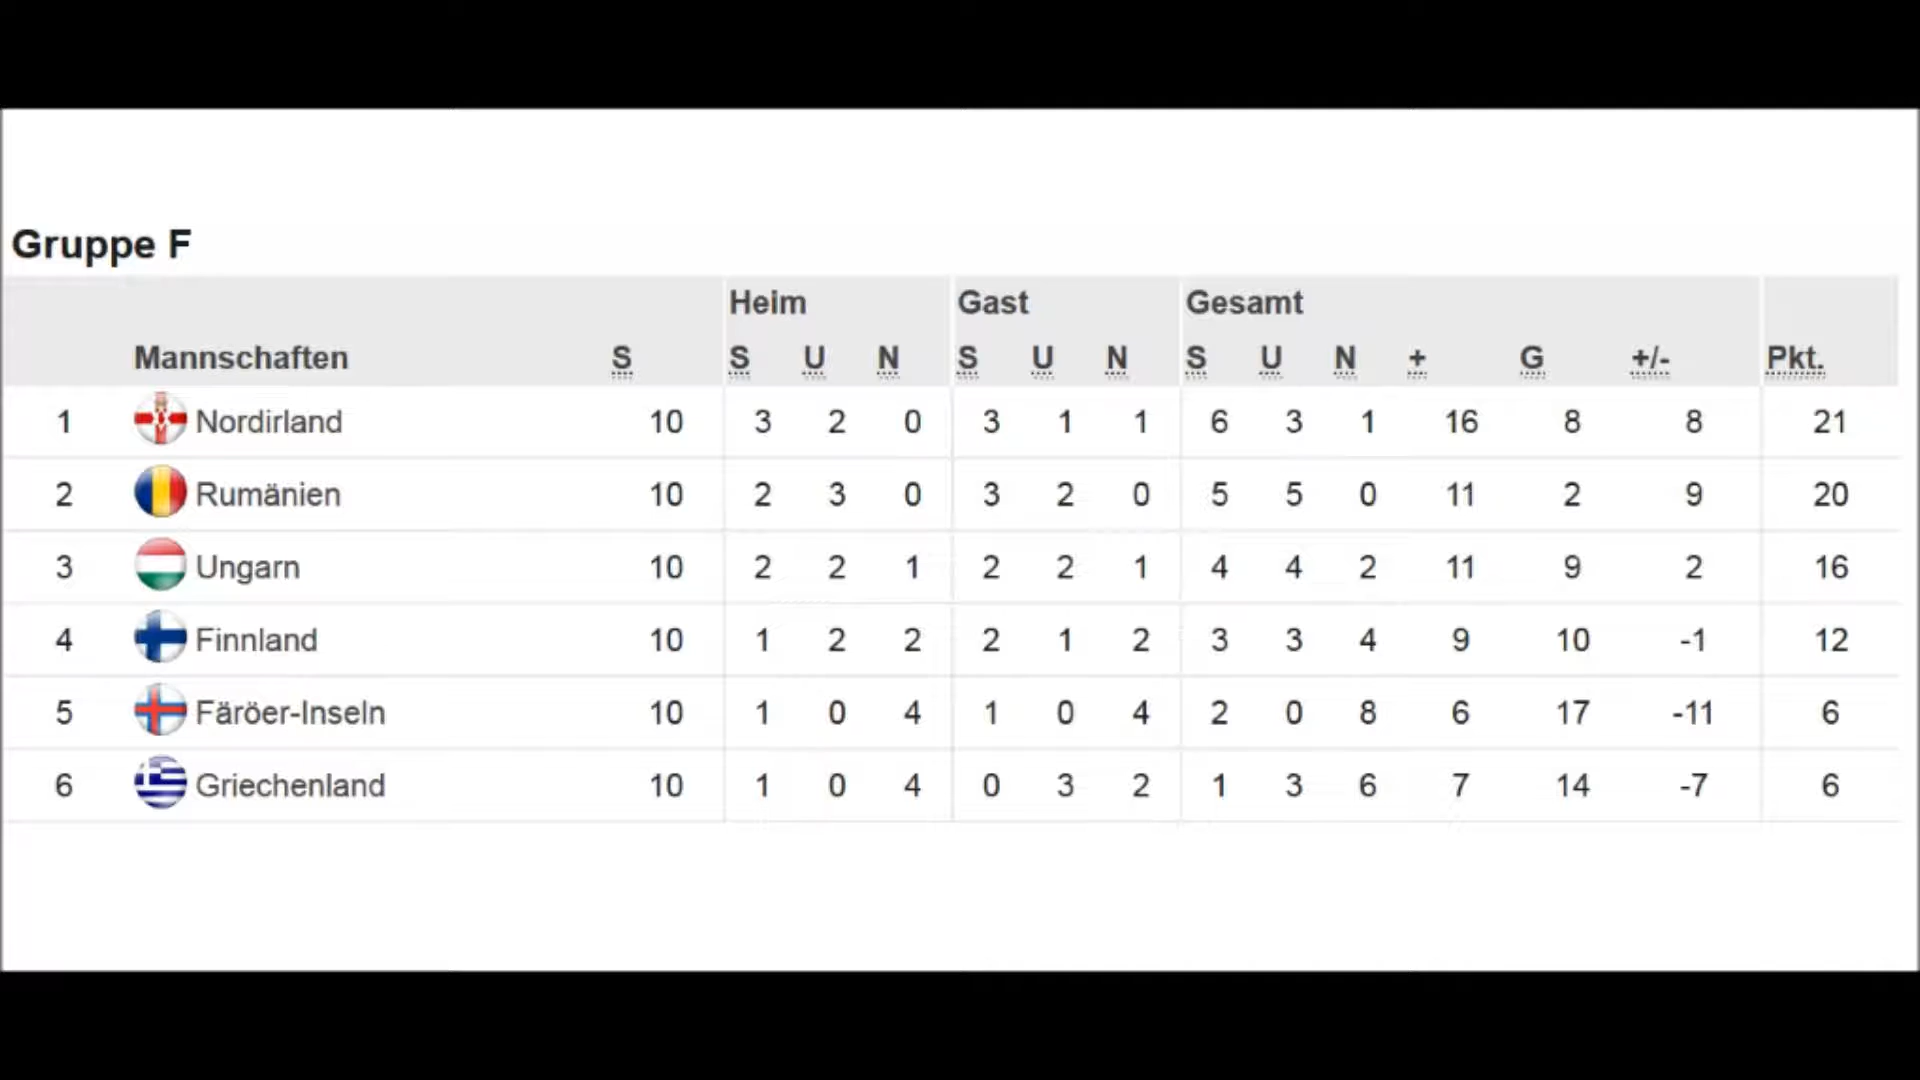 Gruppe F
Heim Gast Gesamt
Mannschaften S S U N S U N S U N + G +/- Pkt.
1 Nordirland 10 3 2 0 3 1 1 6 3 1 16 8 8 21
2 Rumänien 10 2 3 0 3 2 0 5 5 0 11 2 9 20
3 Ungarn 10 2 2 1 2 2 1 4 4 2 11 9 2 16
4 Finnland 10 1 2 2 2 1 2 3 3 4 9 10 -1 12
5 Färöer-Inseln 10 1 0 4 1 0 4 2 0 8 6 17 -11 6
6 Griechenland 10 1 0 4 0 3 2 1 3 6 7 14 -7 6